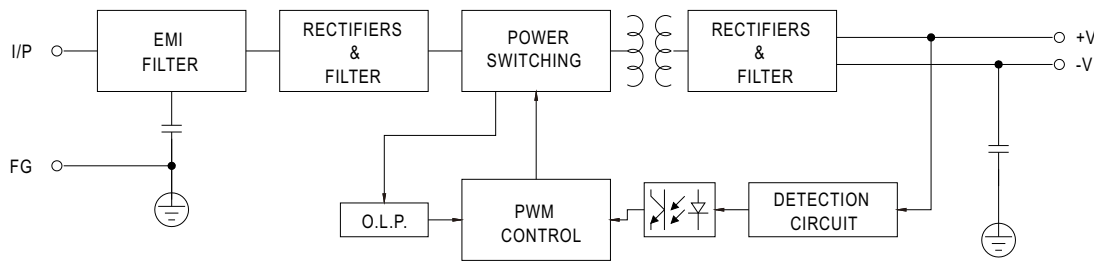 I/P
EMI
FILTER
RECTIFIERS
&
FILTER
POWER
SWITCHING
RECTIFIERS
&
FILTER
+V
-V
FG
O.L.P.
PWM
CONTROL
DETECTION
CIRCUIT